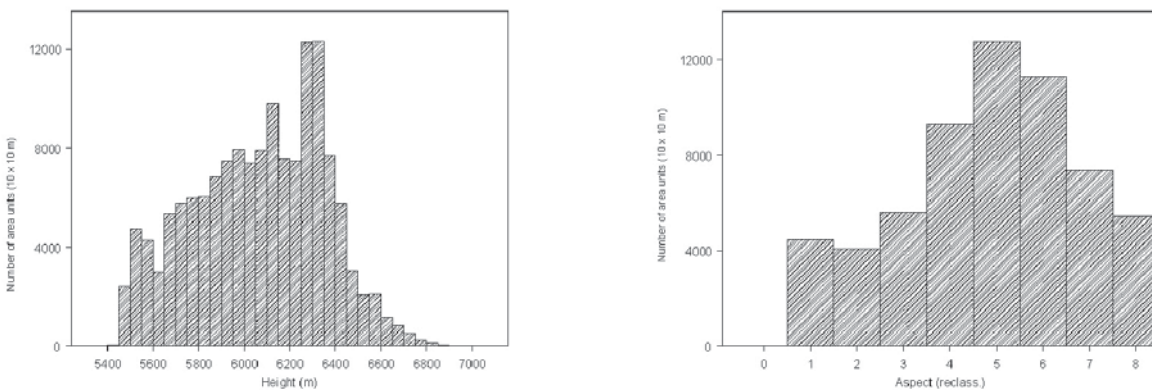 Number of area units (10 x 10 m)
12000
8000
4000
0
5400 5600 5800 6000 6200 6400 6600 6800 7000
Height (m)
Number of area units (10 x 10 m)
12000
8000
4000
0
0 1 2 3 4 5 6 7 8
Aspect (reclass.)